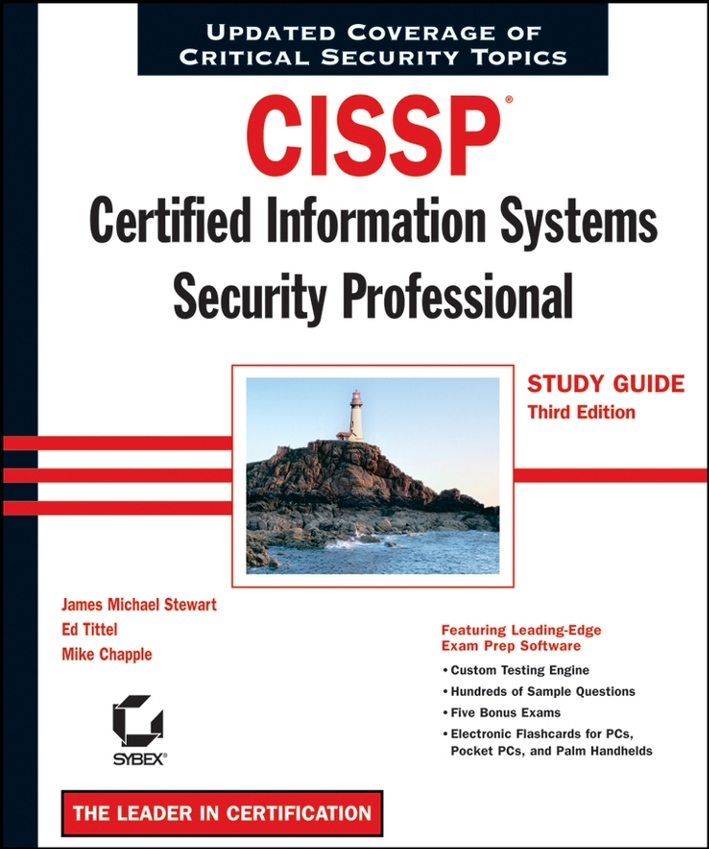 UPDATED COVERAGE OF
CRITICAL SECURITY TOPICS
CISSP®
Certified Information Systems
Security Professional
STUDY GUIDE
Third Edition
James Michael Stewart
Ed Tittel
Mike Chapple
SYBEX®
Featuring Leading-Edge
Exam Prep Software
• Custom Testing Engine
• Hundreds of Sample Questions
• Five Bonus Exams
• Electronic Flashcards for PCs,
Pocket PCs, and Palm Handhelds
THE LEADER IN CERTIFICATION